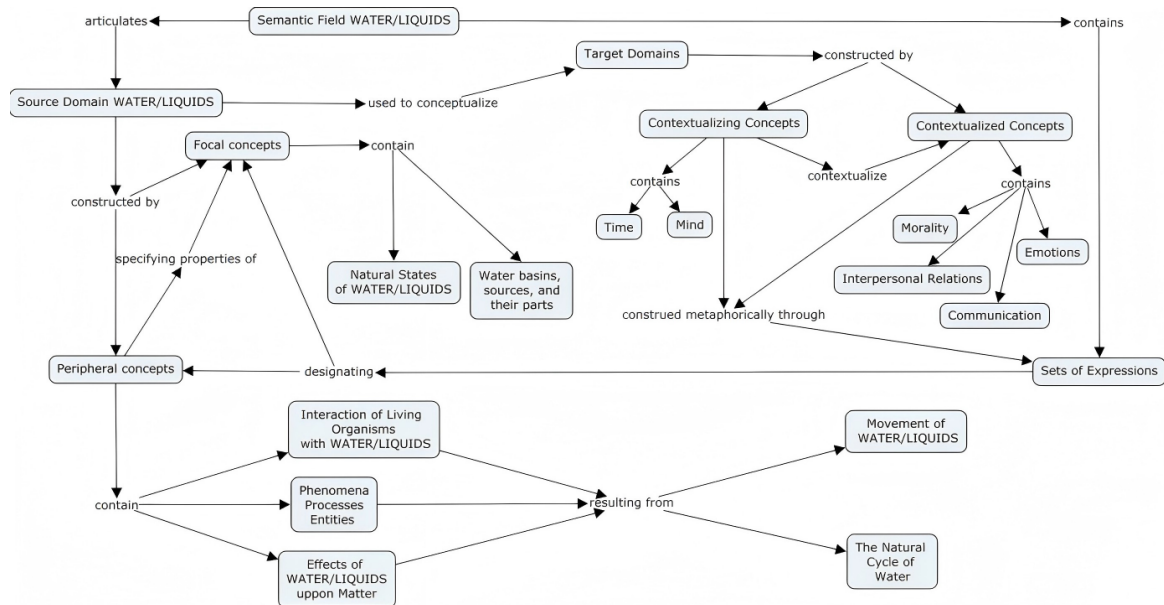 articulates
Semantic Field WATER/LIQUIDS
contains
Target Domains
constructed by
Source Domain WATER/LIQUIDS
used to conceptualize
Contextualizing Concepts
Contextualized Concepts
Focal concepts
contain
contextualize
contains
contains
constructed by
Time
Mind
Morality
Emotions
specifying properties of
Natural States
of WATER/LIQUIDS
Water basins,
sources, and
their parts
Interpersonal Relations
construed metaphorically through
Communication
Peripheral concepts
designating
Sets of Expressions
Interaction of Living
Organisms
with WATER/LIQUIDS
Movement of
WATER/LIQUIDS
contain
Phenomena
Processes
Entities
resulting from
Effects of
WATER/LIQUIDS
uppon Matter
The Natural
Cycle of
Water